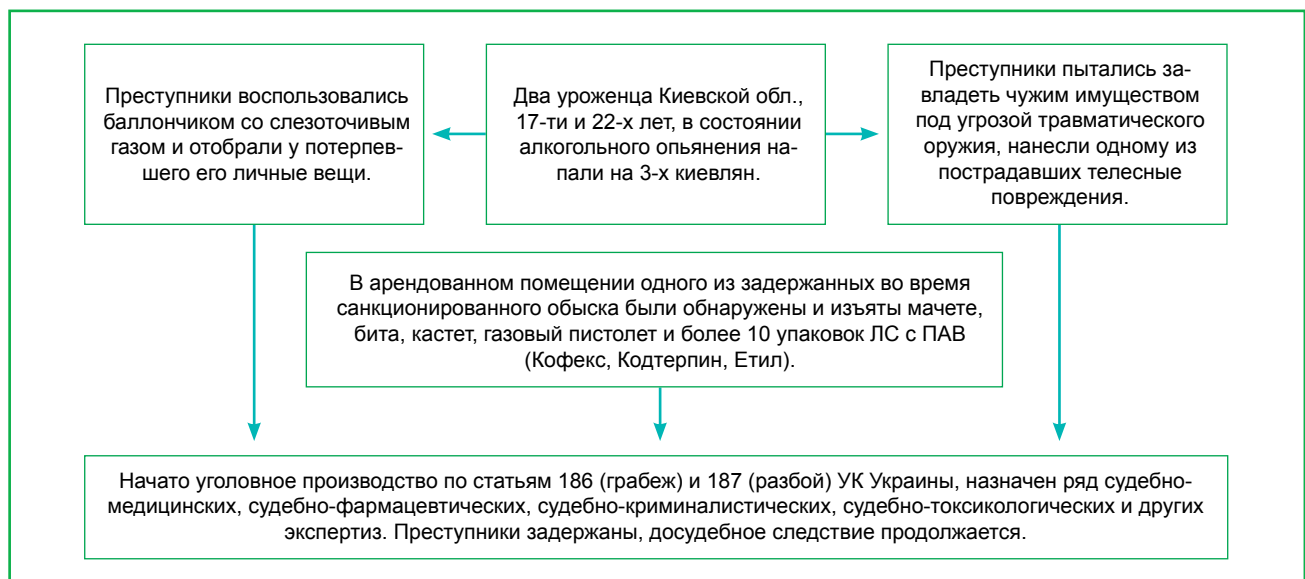 Преступники воспользовались
баллончиком со слезоточивым
газом и отобрали у потерпев-
шего его личные вещи.
Два уроженца Киевской обл.,
17-ти и 22-х лет, в состоянии
алкогольного опьянения на-
пали на 3-х киевлян.
Преступники пытались за-
владеть чужим имуществом
под угрозой травматического
оружия, нанесли одному из
пострадавших телесные
повреждения.
В арендованном помещении одного из задержанных во время
санкционированного обыска были обнаружены и изъяты мачете,
бита, кастет, газовый пистолет и более 10 упаковок ЛС с ПАВ
(Кофекс, Кодтерпин, Етил).
Начато уголовное производство по статьям 186 (грабеж) и 187 (разбой) УК Украины, назначен ряд судебно-
медицинских, судебно-фармацевтических, судебно-криминалистических, судебно-токсикологических и других
экспертиз. Преступники задержаны, досудебное следствие продолжается.